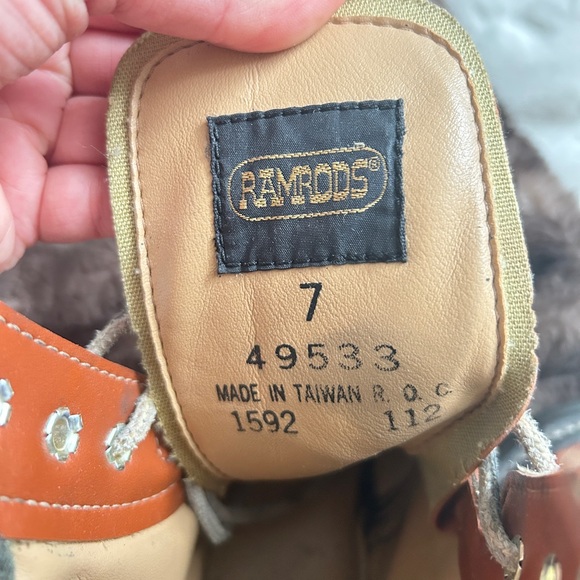 RAMRODS®
7
49533
MADE IN TAIWAN R. O. C.
1592 112